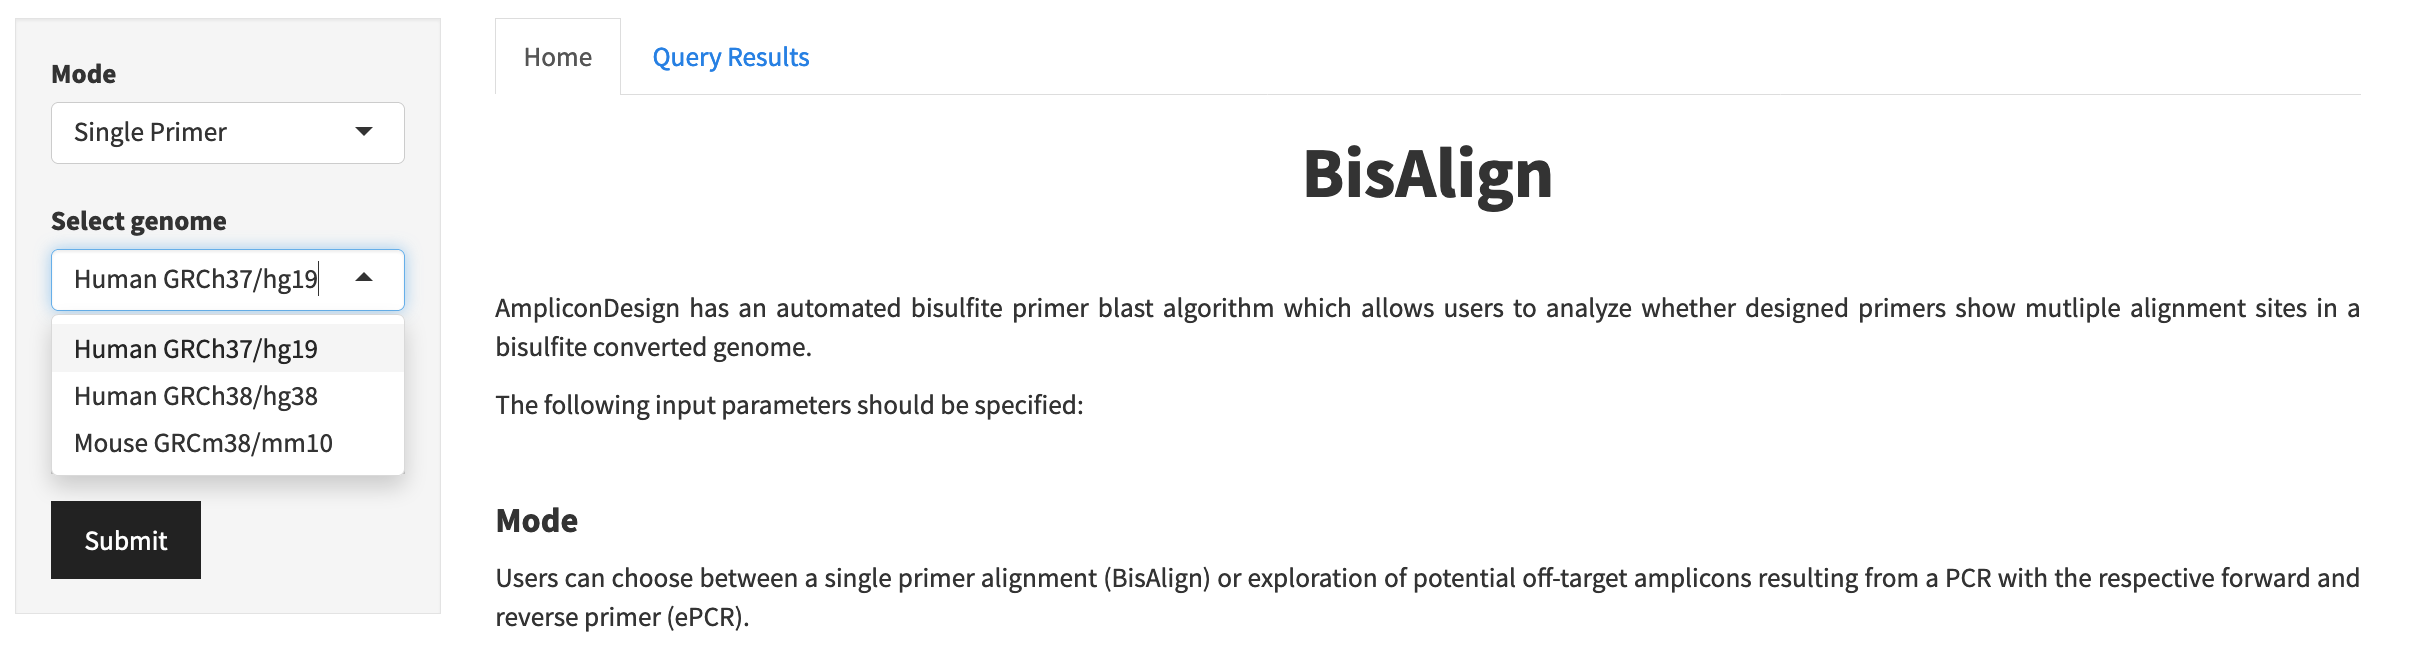 Mode
Single Primer
Select genome
Human GRCh37/hg19
Human GRCh37/hg19
Human GRCh38/hg38
Mouse GRCm38/mm10
Submit
Home
Query Results
BisAlign
AmpliconDesign has an automated bisulfite primer blast algorithm which allows users to analyze whether designed primers show mutliple alignment sites in a
bisulfite converted genome.
The following input parameters should be specified:
Mode
Users can choose between a single primer alignment (BisAlign) or exploration of potential off-target amplicons resulting from a PCR with the respective forward and
reverse primer (ePCR).